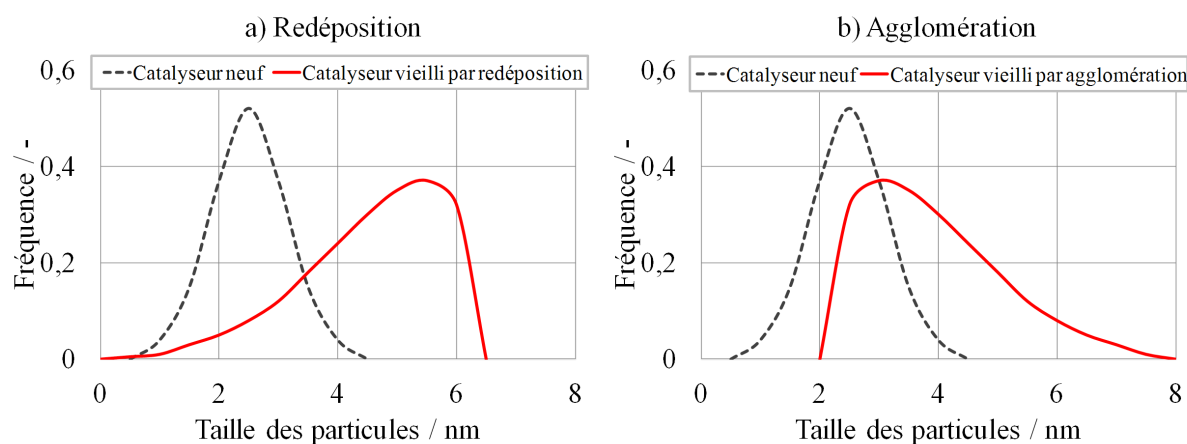 a) Redéposition
Catalyseur neuf
Catalyseur vieilli par redéposition
Fréquence / -
0,6
0,4
0,2
0
0 2 4 6 8
Taille des particules / nm
b) Agglomération
Catalyseur neuf
Catalyseur vieilli par agglomération
Fréquence / -
0,6
0,4
0,2
0
0 2 4 6 8
Taille des particules / nm